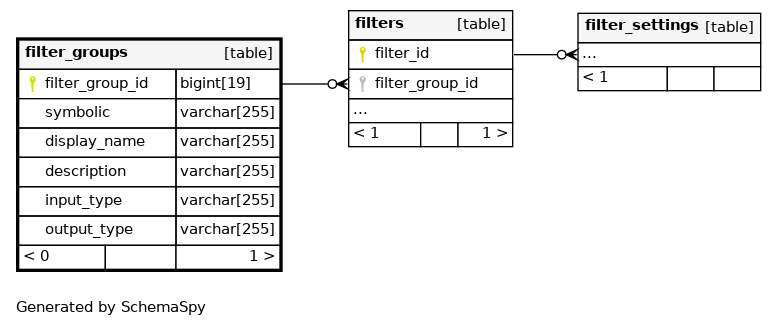 filter_groups [table]
filter_group_id bigint[19]
symbolic varchar[255]
display_name varchar[255]
description varchar[255]
input_type varchar[255]
output_type varchar[255]
< 0 1 >
filters [table]
filter_id
filter_group_id
...
< 1 1 >
filter_settings [table]
...
< 1
Generated by SchemaSpy